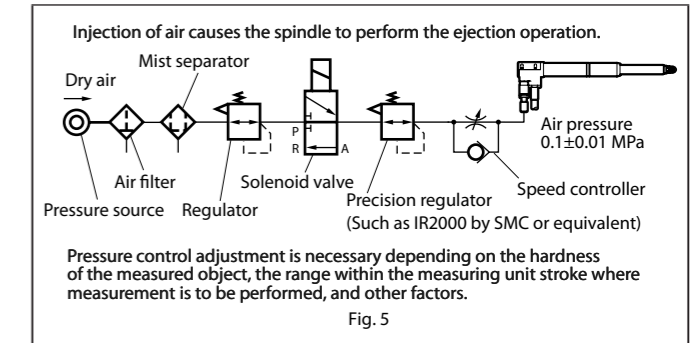 Injection of air causes the spindle to perform the ejection operation.
Mist separator
Dry air
P
R
A
Air pressure
0.1±0.01 MPa
Air filter
Solenoid valve
Speed controller
Pressure source
Regulator
Precision regulator
(Such as IR2000 by SMC or equivalent)
Pressure control adjustment is necessary depending on the hardness
of the measured object, the range within the measuring unit stroke where
measurement is to be performed, and other factors.
Fig. 5